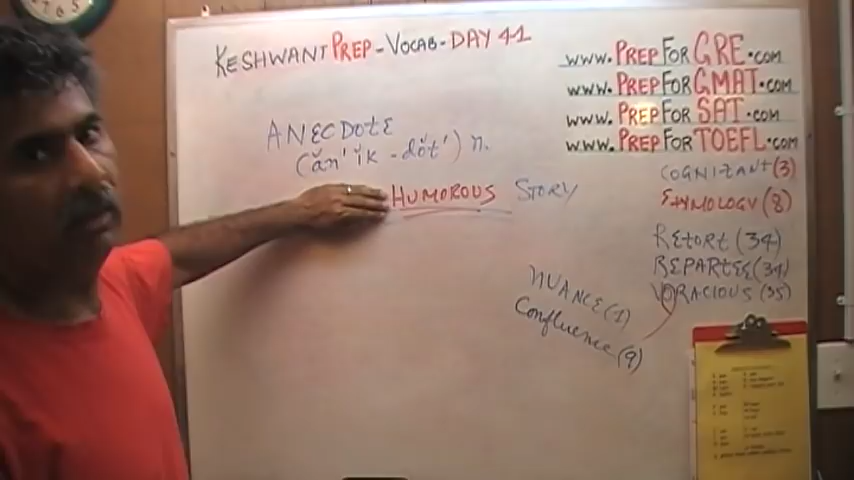 KESHWANT PREP - VOCAB - DAY 41
www.PREPFORGRE.com
www.PREPFORGMAT.com
www.PREPFORSAT.com
www.PREPFORTOEFL.com
ANECDOTE
(ăn' ĭk - dōt') n.
HUMOROUS STORY
COGNIZANT (3)
ETYMOLOGY (8)
RETORT (34)
REPARTEE (34)
VORACIOUS (35)
NUANCE (1)
Confluence (9)